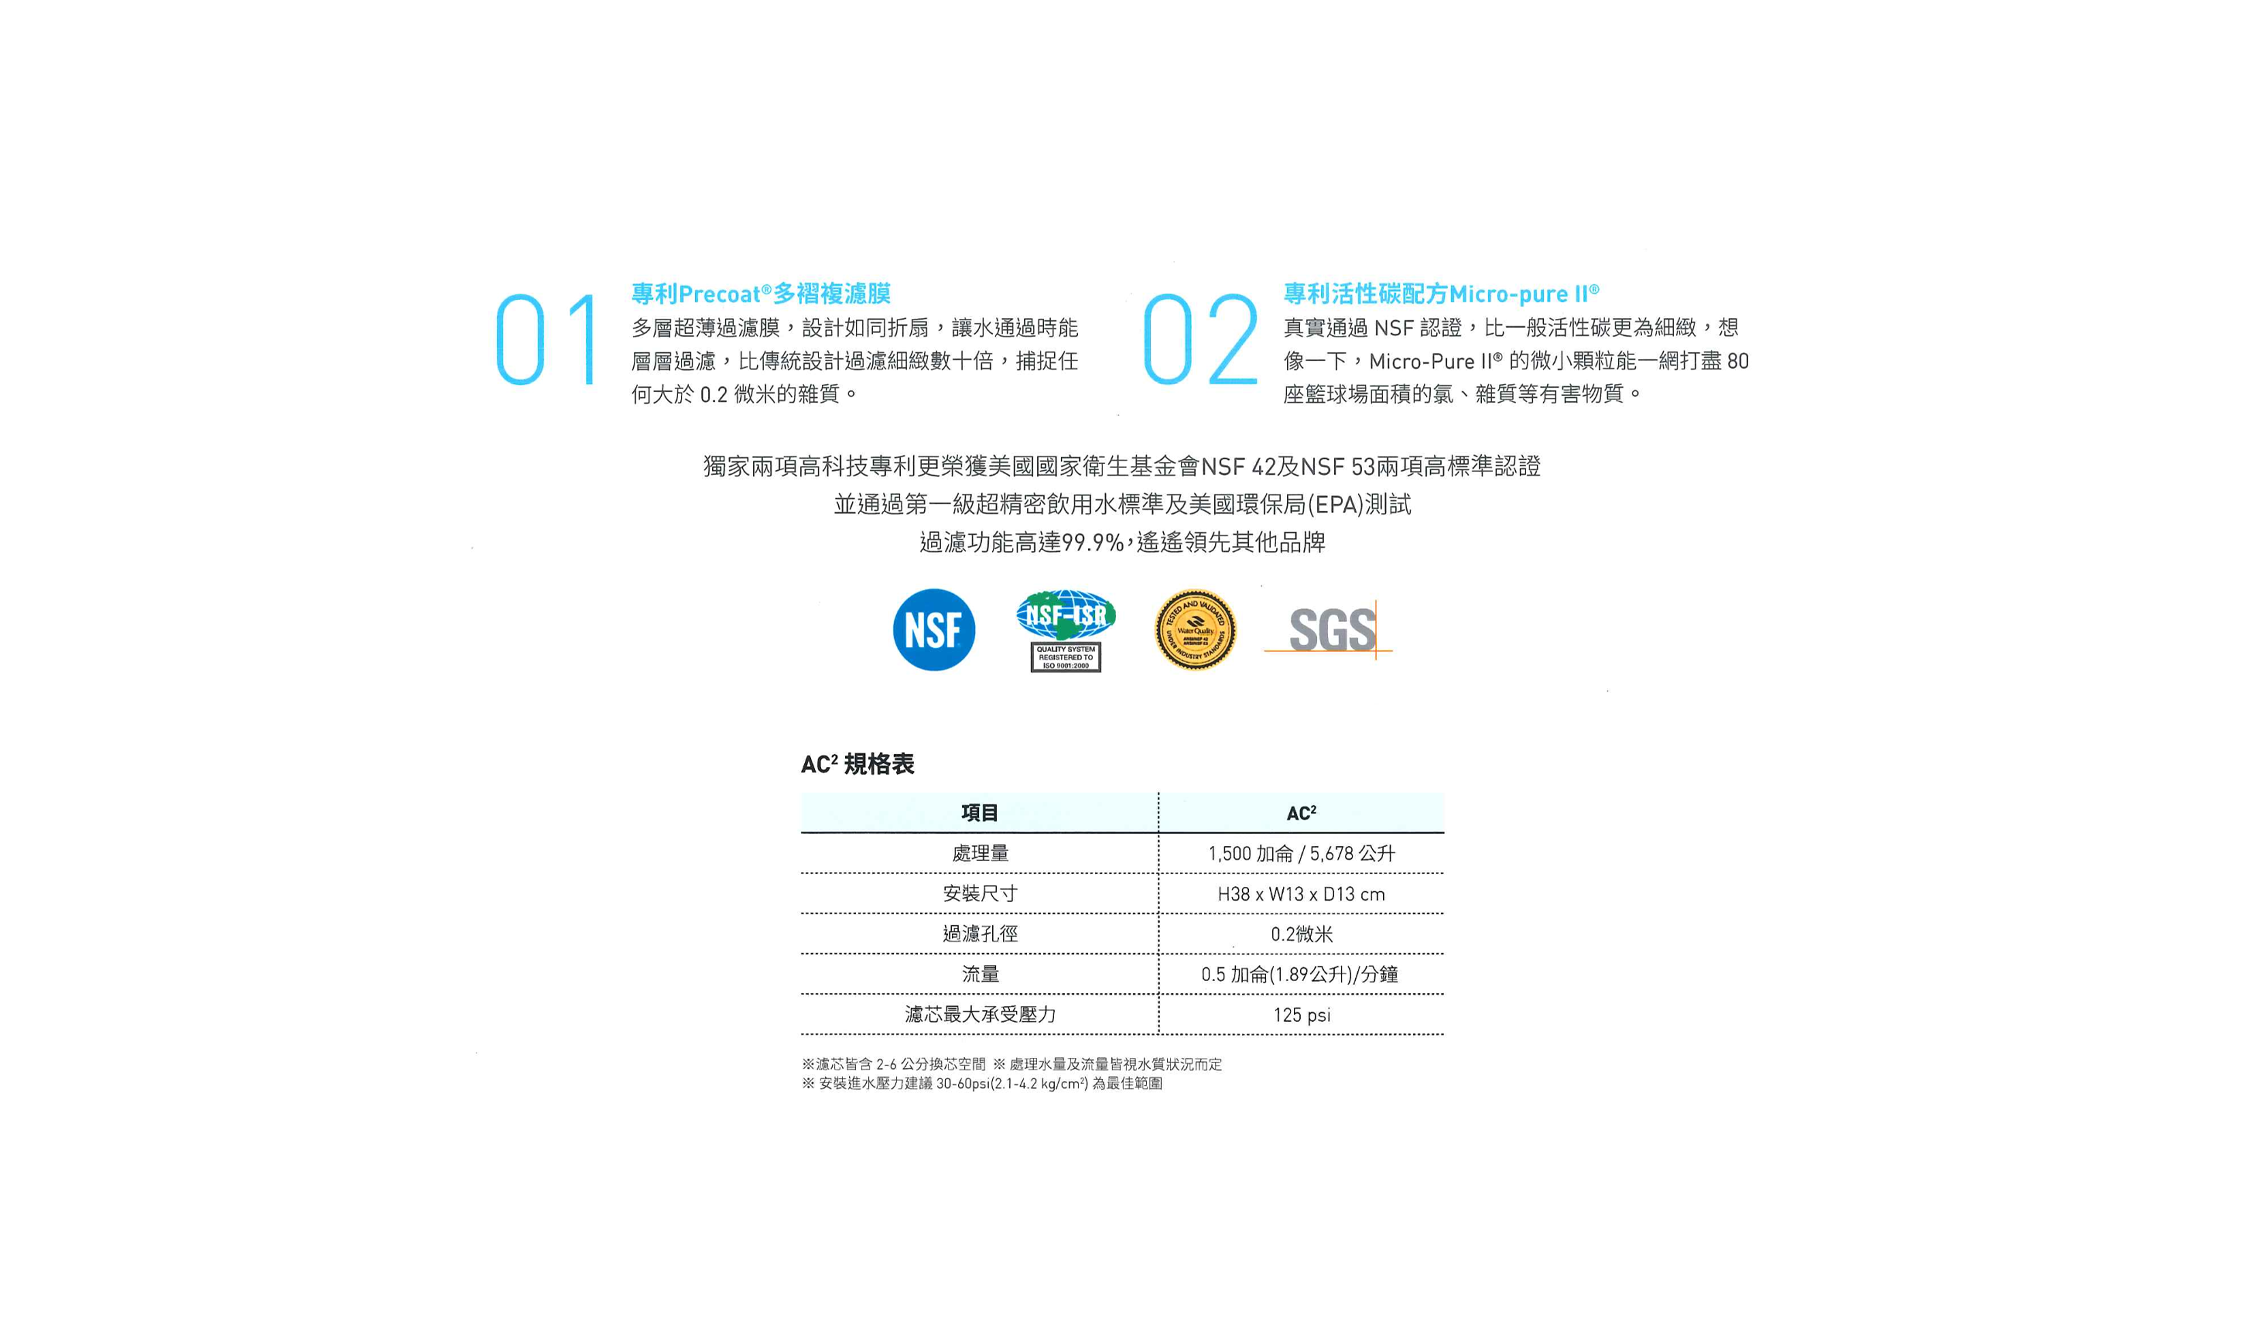 01
專利Precoat®多褶複濾膜
多層超薄過濾膜，設計如同折扇，讓水通過時能
層層過濾，比傳統設計過濾細緻數十倍，捕捉任
何大於 0.2 微米的雜質。
02
專利活性碳配方Micro-pure II®
真實通過 NSF 認證，比一般活性碳更為細緻，想
像一下，Micro-Pure II® 的微小顆粒能一網打盡 80
座籃球場面積的氯、雜質等有害物質。
獨家兩項高科技專利更榮獲美國國家衛生基金會NSF 42及NSF 53兩項高標準認證
並通過第一級超精密飲用水標準及美國環保局(EPA)測試
過濾功能高達99.9%，遙遙領先其他品牌
NSF
NSF-ISR
QUALITY SYSTEM
REGISTERED TO
ISO 9001:2000
TESTED AND VALIDATED
Water Quality
UNDER INDUSTRY STANDARDS
SGS
AC² 規格表
項目 AC²
處理量 1,500 加侖 / 5,678 公升
安裝尺寸 H38 x W13 x D13 cm
過濾孔徑 0.2微米
流量 0.5 加侖(1.89公升)/分鐘
濾芯最大承受壓力 125 psi
※濾芯皆含 2-6 公分換芯空間 ※ 處理水量及流量皆視水質狀況而定
※ 安裝進水壓力建議 30-60psi(2.1-4.2 kg/cm²) 為最佳範圍